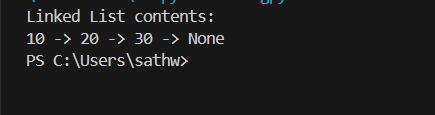 Linked List contents:
10 -> 20 -> 30 -> None
PS C:\Users\sathw>